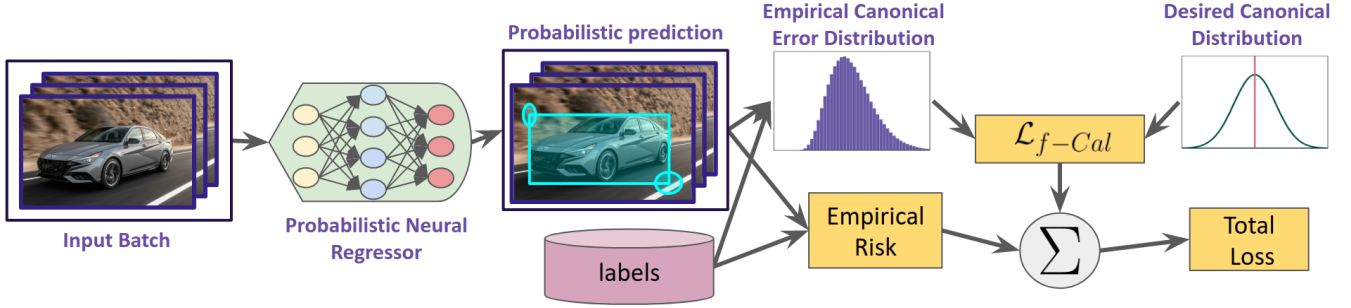 Input Batch
Probabilistic Neural
Regressor
Probabilistic prediction
labels
Empirical Canonical
Error Distribution
Empirical
Risk
Desired Canonical
Distribution
ℒ_{f−Cal}
Σ
Total
Loss